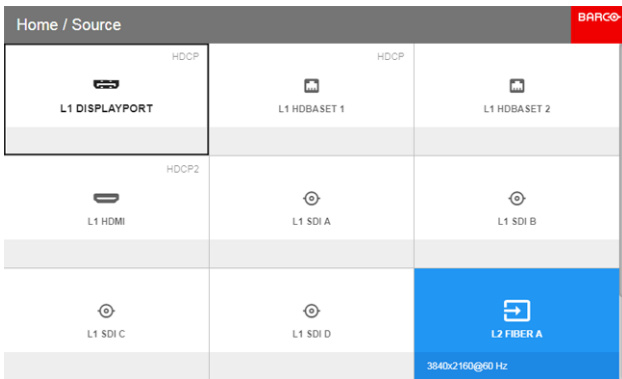 Home / Source
BARCO
HDCP
L1 DISPLAYPORT
HDCP
L1 HDBASET 1
L1 HDBASET 2
HDCP2
L1 HDMI
L1 SDI A
L1 SDI B
L1 SDI C
L1 SDI D
L2 FIBER A
3840x2160@60 Hz